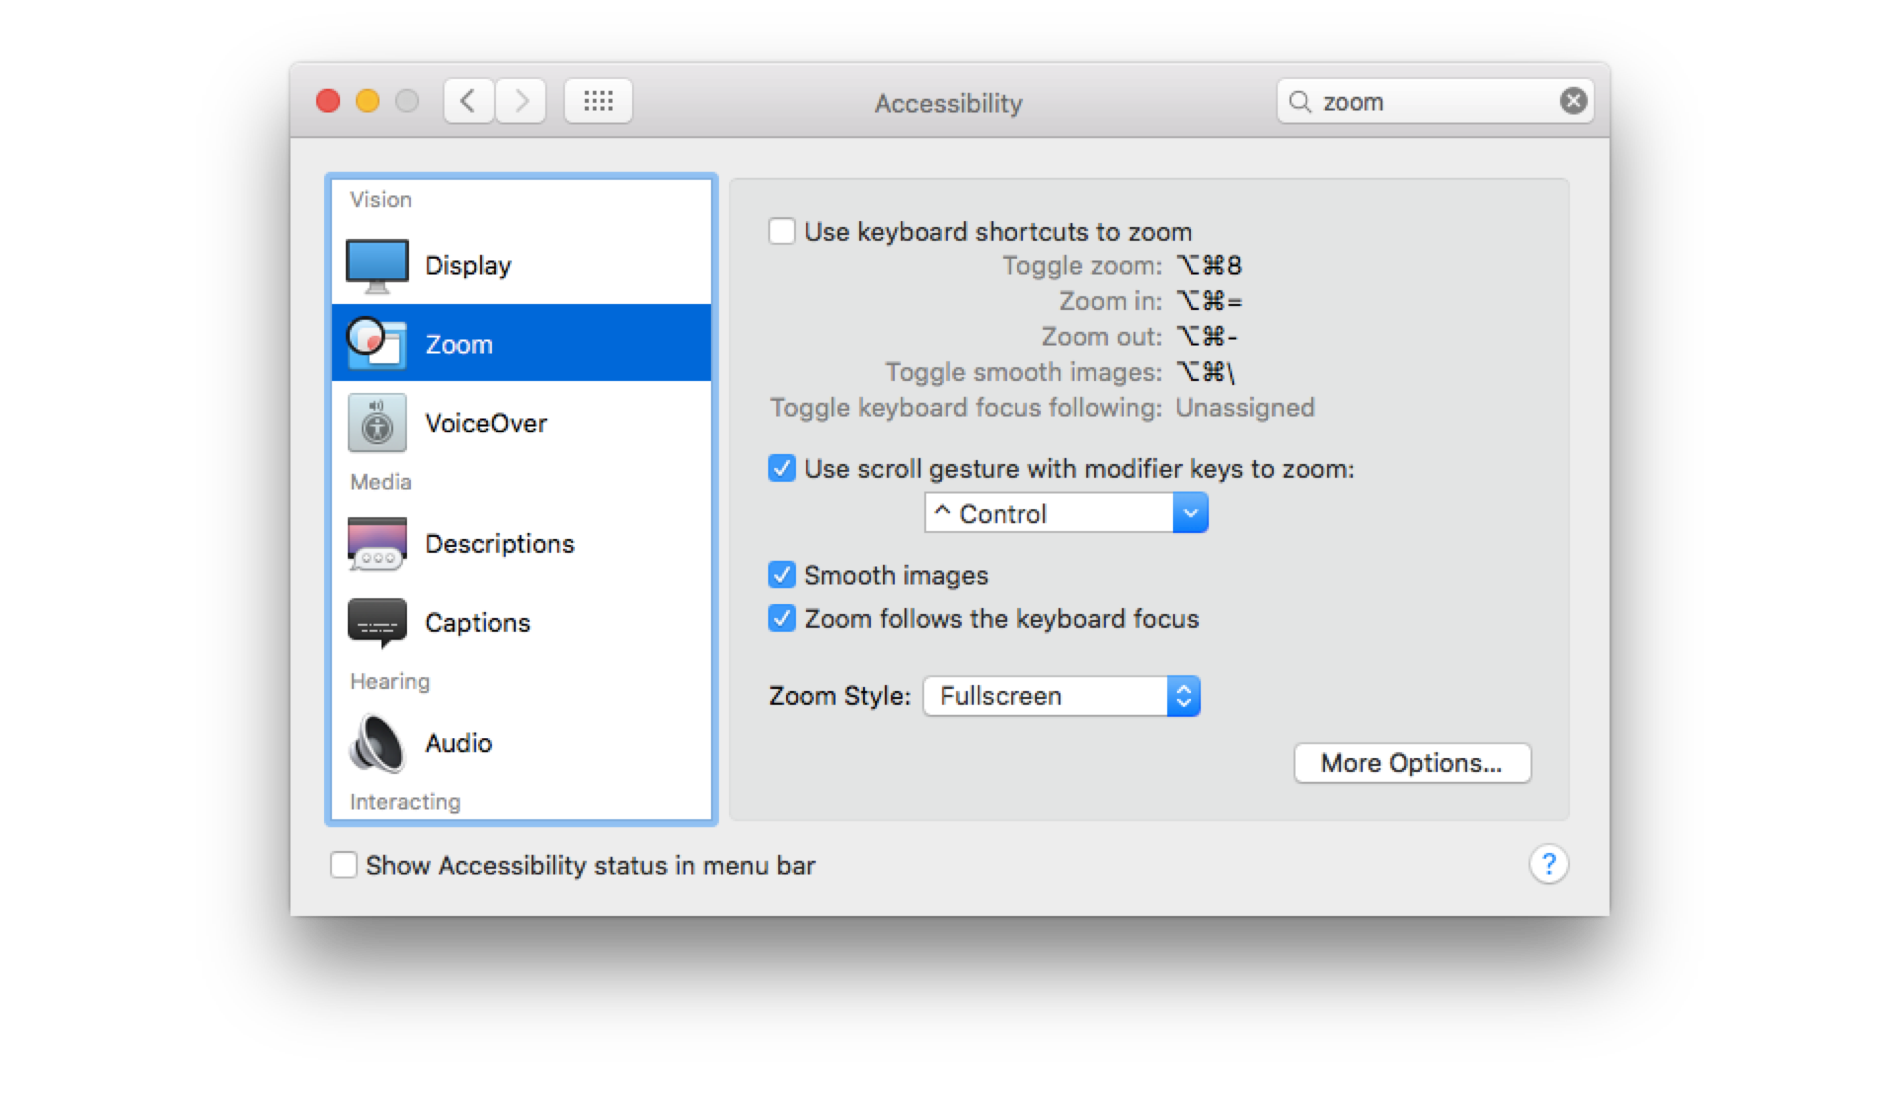 Accessibility
zoom
Vision
Display
Zoom
VoiceOver
Media
Descriptions
Captions
Hearing
Audio
Interacting
Use keyboard shortcuts to zoom
Toggle zoom: ⌥⌘8
Zoom in: ⌥⌘=
Zoom out: ⌥⌘-
Toggle smooth images: ⌥⌘\
Toggle keyboard focus following: Unassigned
Use scroll gesture with modifier keys to zoom:
^ Control
Smooth images
Zoom follows the keyboard focus
Zoom Style: Fullscreen
More Options...
Show Accessibility status in menu bar
?